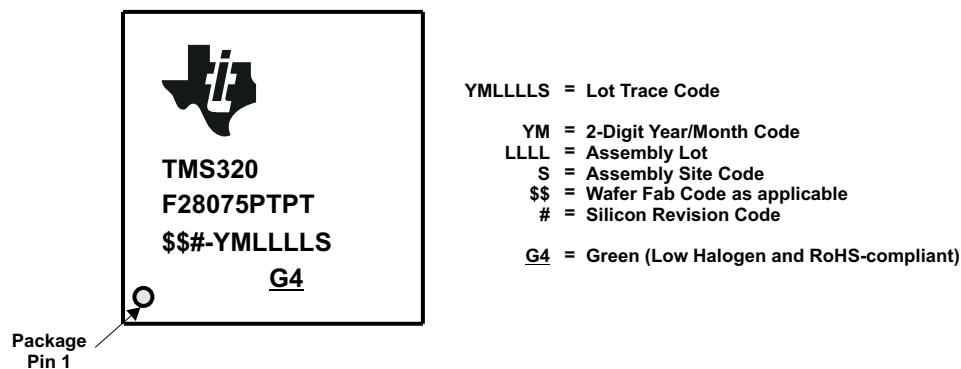 TMS320
F28075PTPT
$$#-YMLLLLS
G4
Package
Pin 1
YMLLLLS = Lot Trace Code
YM = 2-Digit Year/Month Code
LLLL = Assembly Lot
S = Assembly Site Code
$$ = Wafer Fab Code as applicable
# = Silicon Revision Code
G4 = Green (Low Halogen and RoHS-compliant)